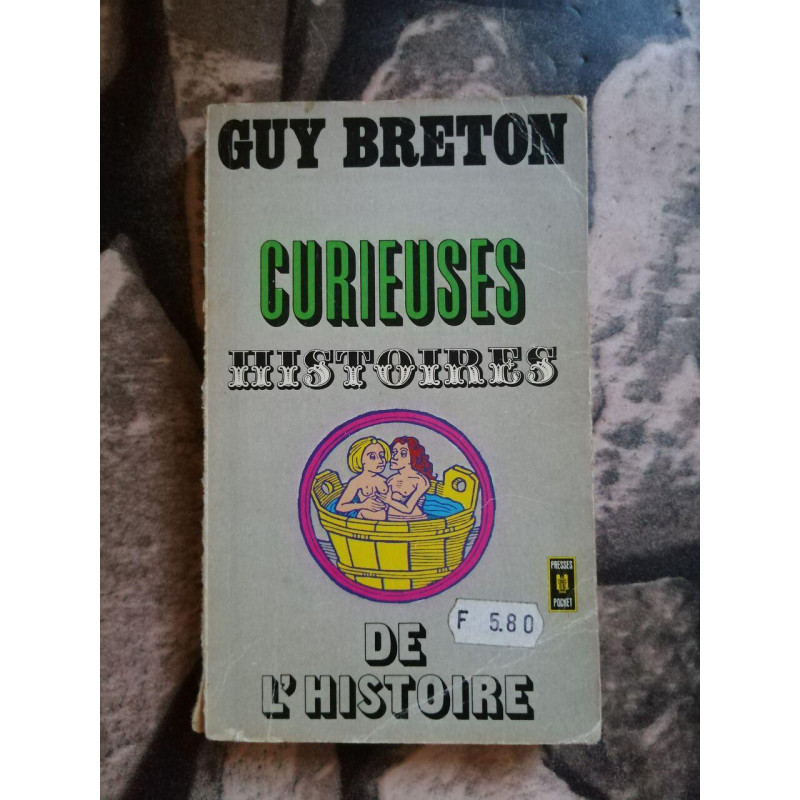 GUY BRETON
CURIEUSES
HISTOIRES
PRESSES
POCKET
F 5.80
DE
L'HISTOIRE